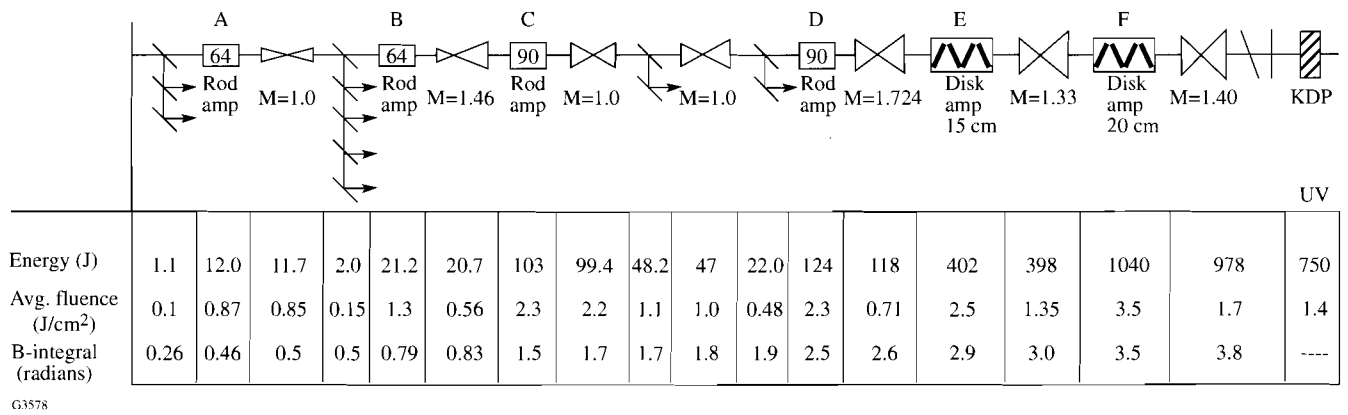 A B C D E F
64 64 90 90
Rod Rod Rod Rod Disk Disk
amp M=1.0 amp M=1.46 amp M=1.0 M=1.0 amp M=1.724 amp M=1.33 amp M=1.40 KDP
15 cm 20 cm
UV
Energy (J) 1.1 12.0 11.7 2.0 21.2 20.7 103 99.4 48.2 47 22.0 124 118 402 398 1040 978 750
Avg. fluence 0.1 0.87 0.85 0.15 1.3 0.56 2.3 2.2 1.1 1.0 0.48 2.3 0.71 2.5 1.35 3.5 1.7 1.4
(J/cm²)
B-integral 0.26 0.46 0.5 0.5 0.79 0.83 1.5 1.7 1.7 1.8 1.9 2.5 2.6 2.9 3.0 3.5 3.8 ----
(radians)
G3578